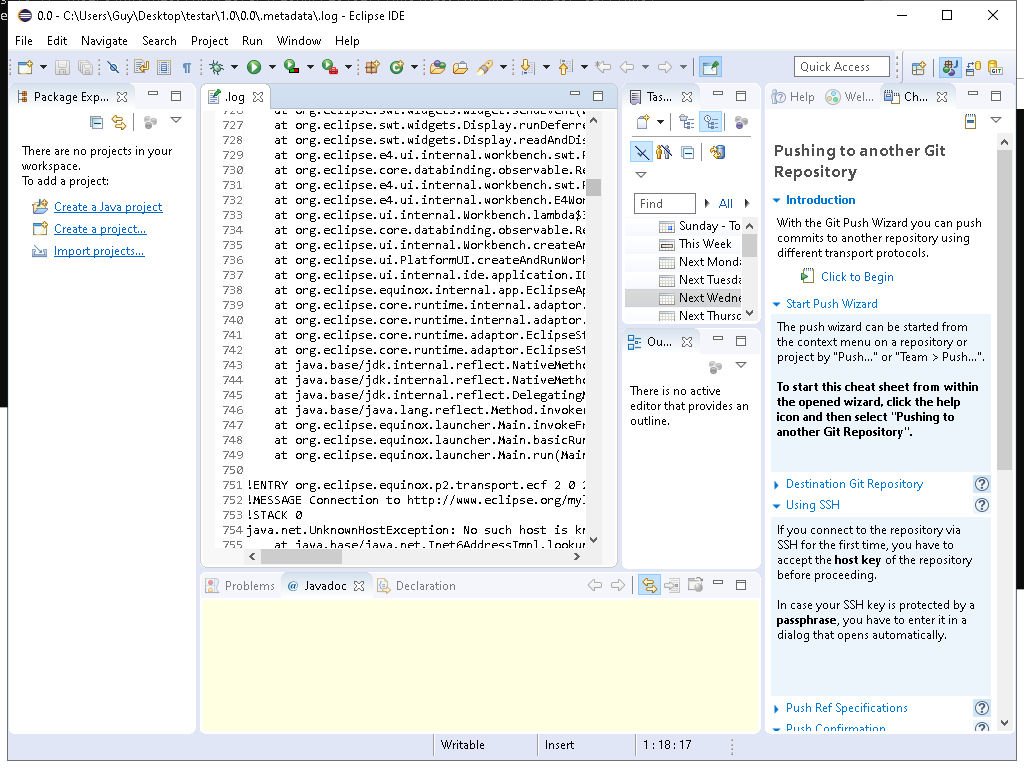 0.0 - C:\Users\Guy\Desktop\testar\1.0\0.0\.metadata\.log - Eclipse IDE
File Edit Navigate Search Project Run Window Help
Quick Access
Package Exp...
There are no projects in your
workspace.
To add a project:
Create a Java project
Create a project...
Import projects...
.log
727 at org.eclipse.swt.widgets.Display.runDeferre
728 at org.eclipse.swt.widgets.Display.readAndDis
729 at org.eclipse.e4.ui.internal.workbench.swt.P
730 at org.eclipse.core.databinding.observable.Re
731 at org.eclipse.e4.ui.internal.workbench.swt.P
732 at org.eclipse.e4.ui.internal.workbench.E4Wor
733 at org.eclipse.ui.internal.Workbench.lambda$3
734 at org.eclipse.core.databinding.observable.Re
735 at org.eclipse.ui.internal.Workbench.createAn
736 at org.eclipse.ui.PlatformUI.createAndRunWork
737 at org.eclipse.ui.internal.ide.application.ID
738 at org.eclipse.equinox.internal.app.EclipseAp
739 at org.eclipse.core.runtime.internal.adaptor.
740 at org.eclipse.core.runtime.internal.adaptor.
741 at org.eclipse.core.runtime.adaptor.EclipseSt
742 at org.eclipse.core.runtime.adaptor.EclipseSt
743 at java.base/jdk.internal.reflect.NativeMetho
744 at java.base/jdk.internal.reflect.NativeMetho
745 at java.base/jdk.internal.reflect.DelegatingM
746 at java.base/java.lang.reflect.Method.invoke
747 at org.eclipse.equinox.launcher.Main.invokeFr
748 at org.eclipse.equinox.launcher.Main.basicRun
749 at org.eclipse.equinox.launcher.Main.run(Mai
750
751 !ENTRY org.eclipse.equinox.p2.transport.ecf 2 0 2
752 !MESSAGE Connection to http://www.eclipse.org/myl
753 !STACK 0
754 java.net.UnknownHostException: No such host is kn
755 at java.base/java.net.Inet6AddressImpl.lookup
Tas...
Find
All
Sunday - To
This Week
Next Monda
Next Tuesda
Next Wedne
Next Thursd
Ou...
There is no active
editor that provides an
outline.
Help Wel... Ch...
Pushing to another Git
Repository
Introduction
With the Git Push Wizard you can push
commits to another repository using
different transport protocols.
Click to Begin
Start Push Wizard
The push wizard can be started from
the context menu on a repository or
project by "Push..." or "Team > Push...".
To start this cheat sheet from within
the opened wizard, click the help
icon and then select "Pushing to
another Git Repository".
Destination Git Repository
Using SSH
If you connect to the repository via
SSH for the first time, you have to
accept the host key of the repository
before proceeding.
In case your SSH key is protected by a
passphrase, you have to enter it in a
dialog that opens automatically.
Push Ref Specifications
Push Confirmation
Problems @ Javadoc Declaration
Writable Insert 1 : 18 : 17